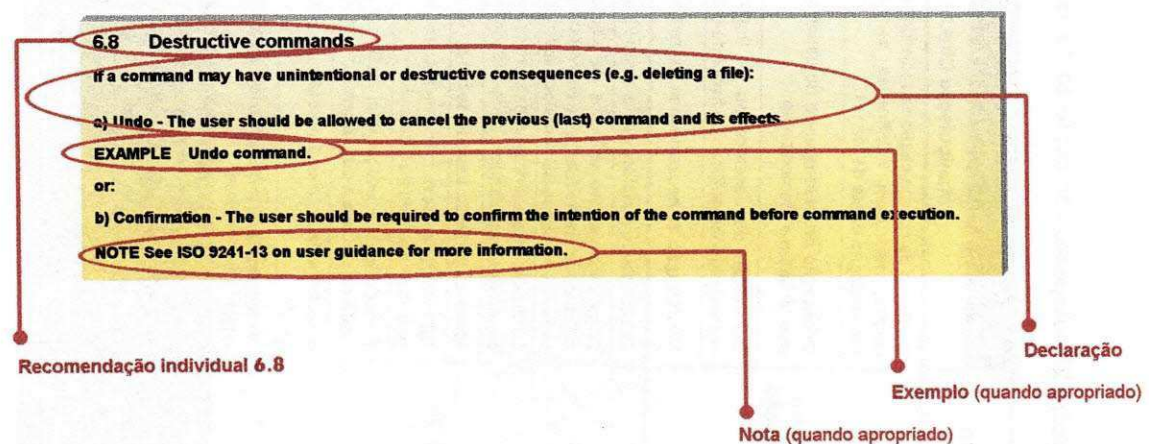 6.8 Destructive commands
If a command may have unintentional or destructive consequences (e.g. deleting a file):
a) Undo - The user should be allowed to cancel the previous (last) command and its effects.
EXAMPLE Undo command.
or:
b) Confirmation - The user should be required to confirm the intention of the command before command execution.
NOTE See ISO 9241-13 on user guidance for more information.
Recomendação individual 6.8
Declaração
Exemplo (quando apropriado)
Nota (quando apropriado)